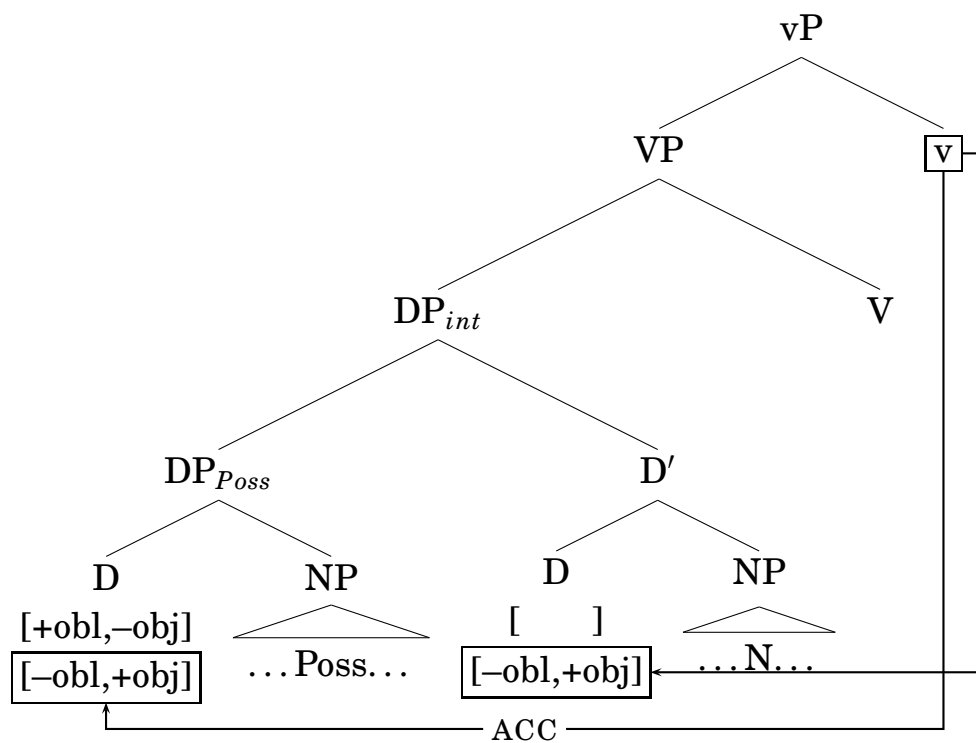 vP
VP v
DP_int V
DP_Poss D′
D NP D NP
[+obl,–obj] [ ]
[–obl,+obj] …Poss… [–obl,+obj] …N…
ACC